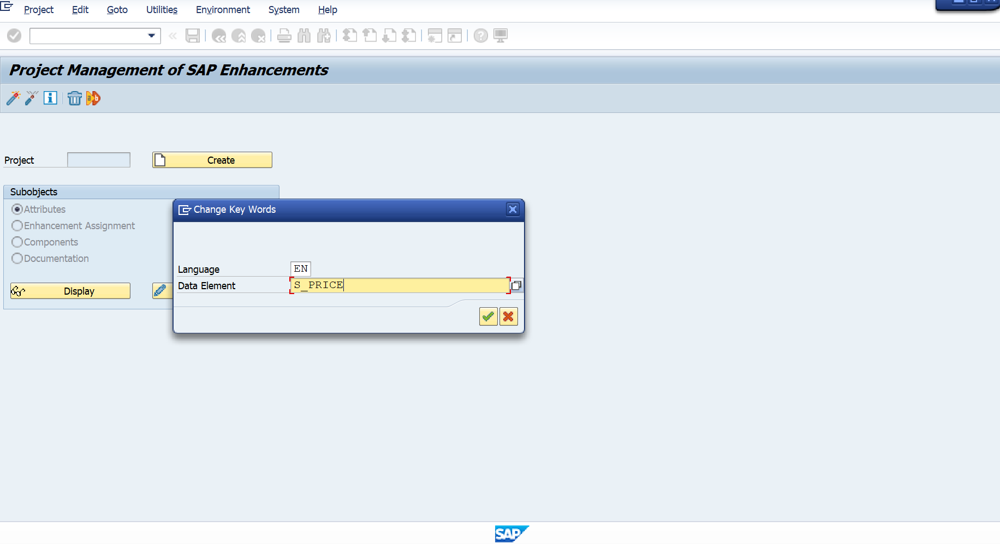 Project Edit Goto Utilities Environment System Help
Project Management of SAP Enhancements
Project
Create
Subobjects
Attributes
Enhancement Assignment
Components
Documentation
Display
Change Key Words
Language EN
Data Element S_PRICE
SAP